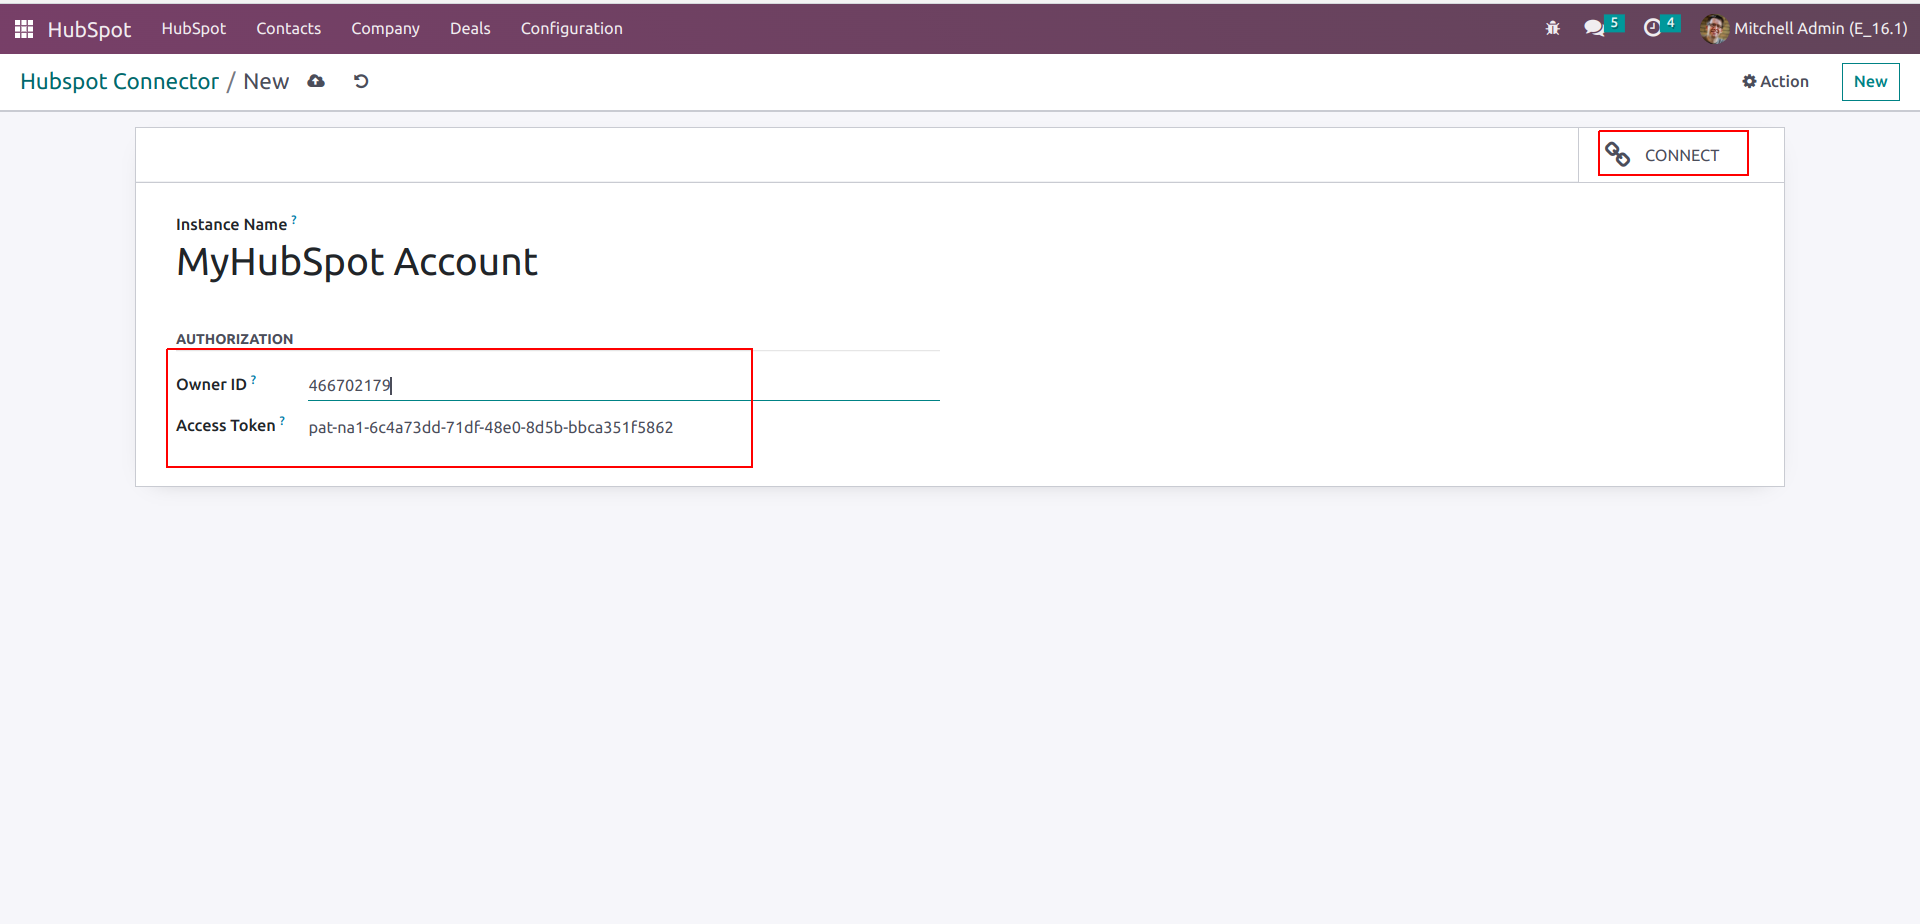 HubSpot HubSpot Contacts Company Deals Configuration 5 4 Mitchell Admin (E_16.1)
Hubspot Connector / New Action New
CONNECT
Instance Name ?
MyHubSpot Account
AUTHORIZATION
Owner ID ? 466702179
Access Token ? pat-na1-6c4a73dd-71df-48e0-8d5b-bbca351f5862